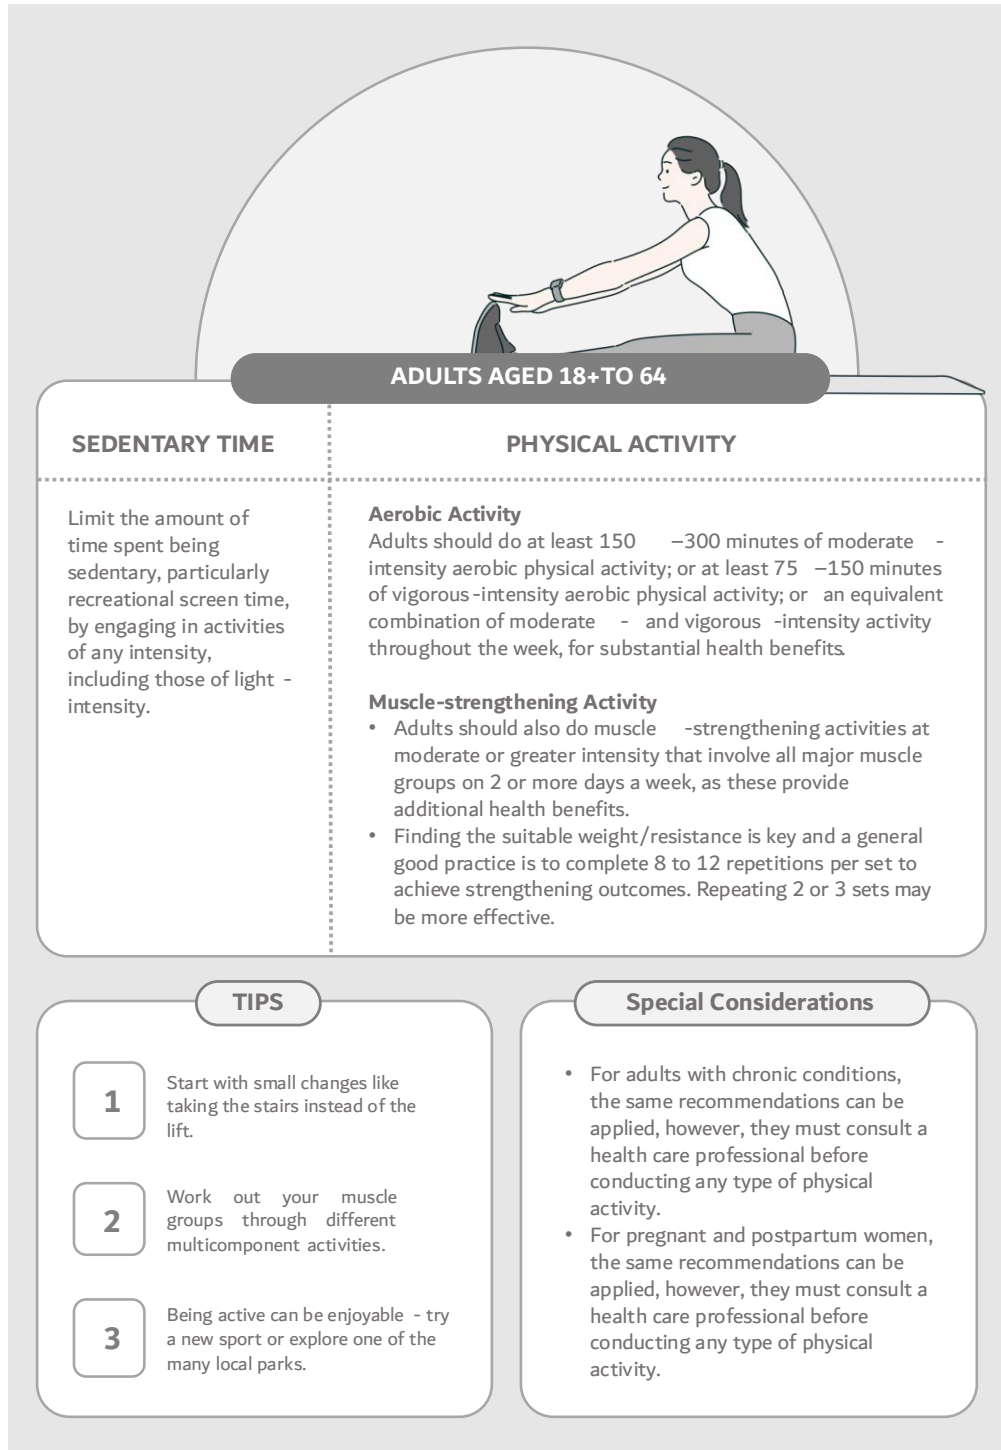 ADULTS AGED 18+TO 64
SEDENTARY TIME
Limit the amount of
time spent being
sedentary, particularly
recreational screen time,
by engaging in activities
of any intensity,
including those of light -
intensity.
PHYSICAL ACTIVITY
Aerobic Activity
Adults should do at least 150 –300 minutes of moderate -
intensity aerobic physical activity; or at least 75 –150 minutes
of vigorous -intensity aerobic physical activity; or an equivalent
combination of moderate - and vigorous -intensity activity
throughout the week, for substantial health benefits.
Muscle-strengthening Activity
• Adults should also do muscle -strengthening activities at
moderate or greater intensity that involve all major muscle
groups on 2 or more days a week, as these provide
additional health benefits.
• Finding the suitable weight/resistance is key and a general
good practice is to complete 8 to 12 repetitions per set to
achieve strengthening outcomes. Repeating 2 or 3 sets may
be more effective.
TIPS
1
Start with small changes like
taking the stairs instead of the
lift.
2
Work out your muscle
groups through different
multicomponent activities.
3
Being active can be enjoyable - try
a new sport or explore one of the
many local parks.
Special Considerations
• For adults with chronic conditions,
the same recommendations can be
applied, however, they must consult a
health care professional before
conducting any type of physical
activity.
• For pregnant and postpartum women,
the same recommendations can be
applied, however, they must consult a
health care professional before
conducting any type of physical
activity.